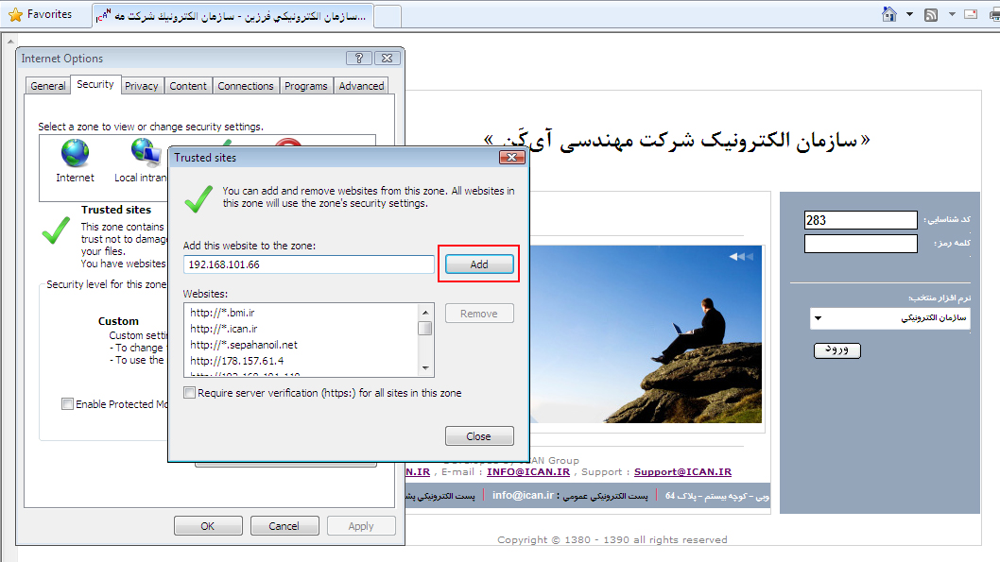 Favorites
سازمان الكترونيكي فرزين - سازمان الكترونيك شركت مه...
Internet Options
General
Security
Privacy
Content
Connections
Programs
Advanced
Select a zone to view or change security settings.
Internet
Local intran
Trusted sites
This zone contains
trust not to damag
your files.
You have websites
Security level for this zone
Custom
Custom setti
- To change
- To use the
Enable Protected Mo
OK
Cancel
Apply
Trusted sites
You can add and remove websites from this zone. All websites in
this zone will use the zone's security settings.
Add this website to the zone:
192.168.101.66
Add
Websites:
http://*.bmi.ir
http://*.ican.ir
http://*.sepahanoil.net
http://178.157.61.4
Remove
Require server verification (https:) for all sites in this zone
Close
«سازمان الکترونیک شرکت مهندسی آی‌کَن »
کد شناسایی :
283
کلمه رمز :
نرم افزار منتخب:
سازمان الکترونیکی
ورود
AN Group
N.IR , E-mail : INFO@ICAN.IR , Support : Support@ICAN.IR
وبی - کوچه بیستم - پلاک 64 | پست الکترونیکی عمومی : info@ican.ir | پست الکترونیکی پش
Copyright © 1380 - 1390 all rights reserved